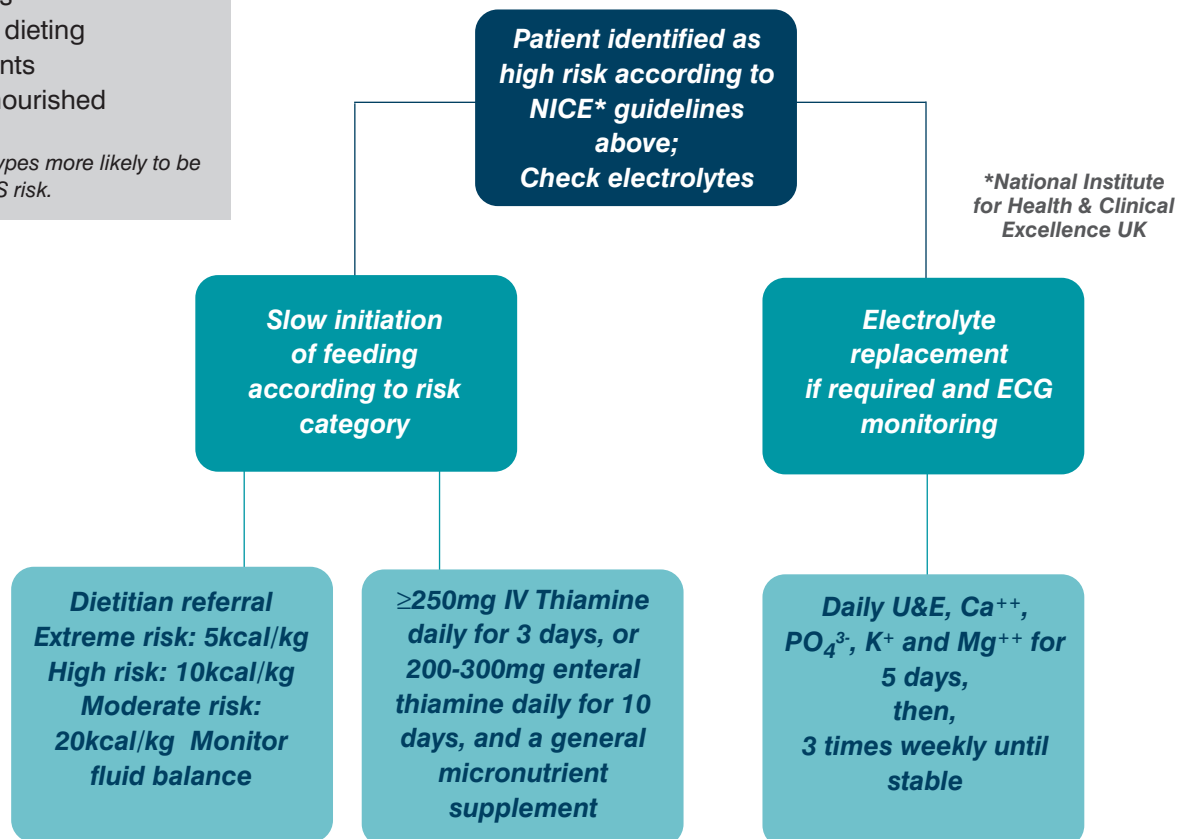 dieting
nts
nourished
ypes more likely to be
S risk.
Patient identified as
high risk according to
NICE* guidelines
above;
Check electrolytes
*National Institute
for Health & Clinical
Excellence UK
Slow initiation
of feeding
according to risk
category
Electrolyte
replacement
if required and ECG
monitoring
Dietitian referral
Extreme risk: 5kcal/kg
High risk: 10kcal/kg
Moderate risk:
20kcal/kg Monitor
fluid balance
≥250mg IV Thiamine
daily for 3 days, or
200-300mg enteral
thiamine daily for 10
days, and a general
micronutrient
supplement
Daily U&E, Ca⁺⁺,
PO₄³⁻, K⁺ and Mg⁺⁺ for
5 days,
then,
3 times weekly until
stable